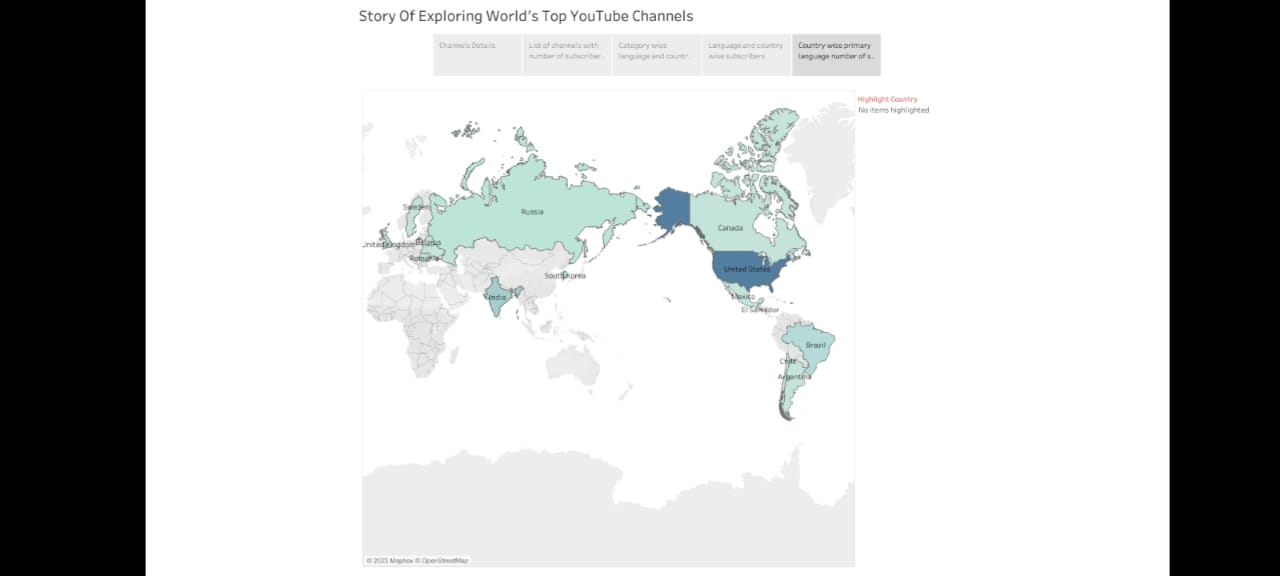 Story Of Exploring World's Top YouTube Channels
Channels Details
List of channels with
number of subscriber..
Category wise
language and countr..
Language and country
wise subscribers
Country wise primary
language number of s..
Highlight Country
No items highlighted
Sweden
Russia
Canada
United Kingdom
Belarus
Romania
South Korea
United States
India
Mexico
El Salvador
Brazil
Chile
Argentina
© 2023 Mapbox © OpenStreetMap